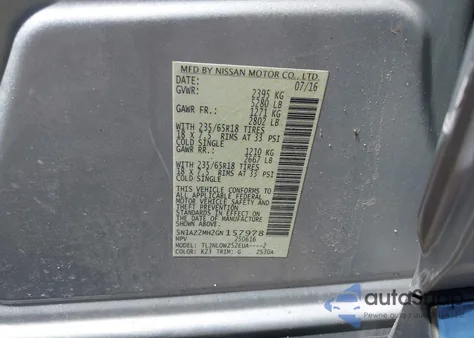 MFD BY NISSAN MOTOR CO., LTD.
DATE: 07/16
GVWR: 2395 KG
5280 LB
GAWR FR.: 1271 KG
2802 LB
WITH 235/65R18 TIRES
18 X 7.5 RIMS AT 33 PSI
COLD SINGLE
GAWR RR.: 1210 KG
2667 LB
WITH 235/65R18 TIRES
18 X 7.5 RIMS AT 33 PSI
COLD SINGLE
THIS VEHICLE CONFORMS
TO ALL APPLICABLE
FEDERAL MOTOR VEHICLE
SAFETY STANDARDS IN
EFFECT ON THE DATE
OF MANUFACTURE
SHOWN ABOVE.
5N1AZ2MH2GN157978
MPV 250616
MODEL: TLJNLQWZ52EUA----J
COLOR: K23 TRIM: G
autoSnap